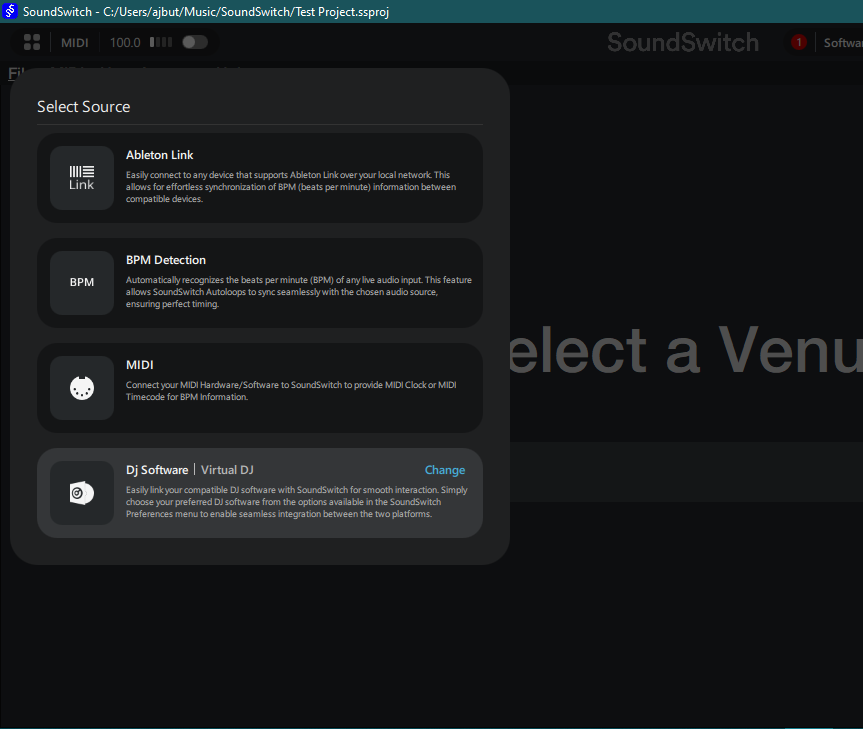 SoundSwitch - C:/Users/ajbut/Music/SoundSwitch/Test Project.ssproj
MIDI 100.0 SoundSwitch 1 Softwar
Select Source
Ableton Link
Link
Easily connect to any device that supports Ableton Link over your local network. This
allows for effortless synchronization of BPM (beats per minute) information between
compatible devices.
BPM Detection
BPM
Automatically recognizes the beats per minute (BPM) of any live audio input. This feature
allows SoundSwitch Autoloops to sync seamlessly with the chosen audio source,
ensuring perfect timing.
elect a Venu
MIDI
Connect your MIDI Hardware/Software to SoundSwitch to provide MIDI Clock or MIDI
Timecode for BPM Information.
Dj Software | Virtual DJ Change
Easily link your compatible DJ software with SoundSwitch for smooth interaction. Simply
choose your preferred DJ software from the options available in the SoundSwitch
Preferences menu to enable seamless integration between the two platforms.